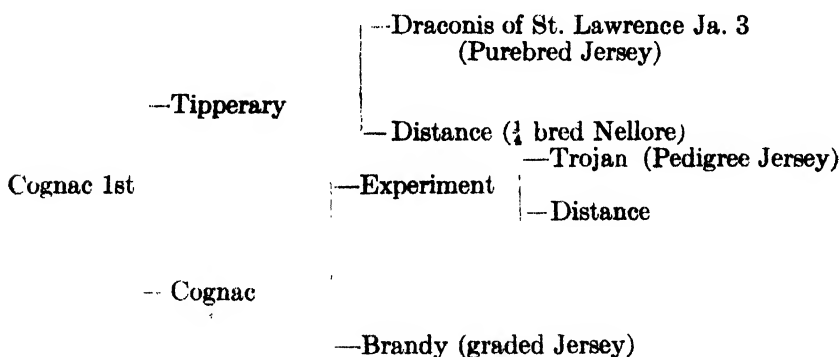 —Draconis of St. Lawrence Ja. 3
(Purebred Jersey)
—Tipperary
—Distance (¼ bred Nellore)
—Trojan (Pedigree Jersey)
Cognac 1st
—Experiment
—Distance
—Cognac
—Brandy (graded Jersey)